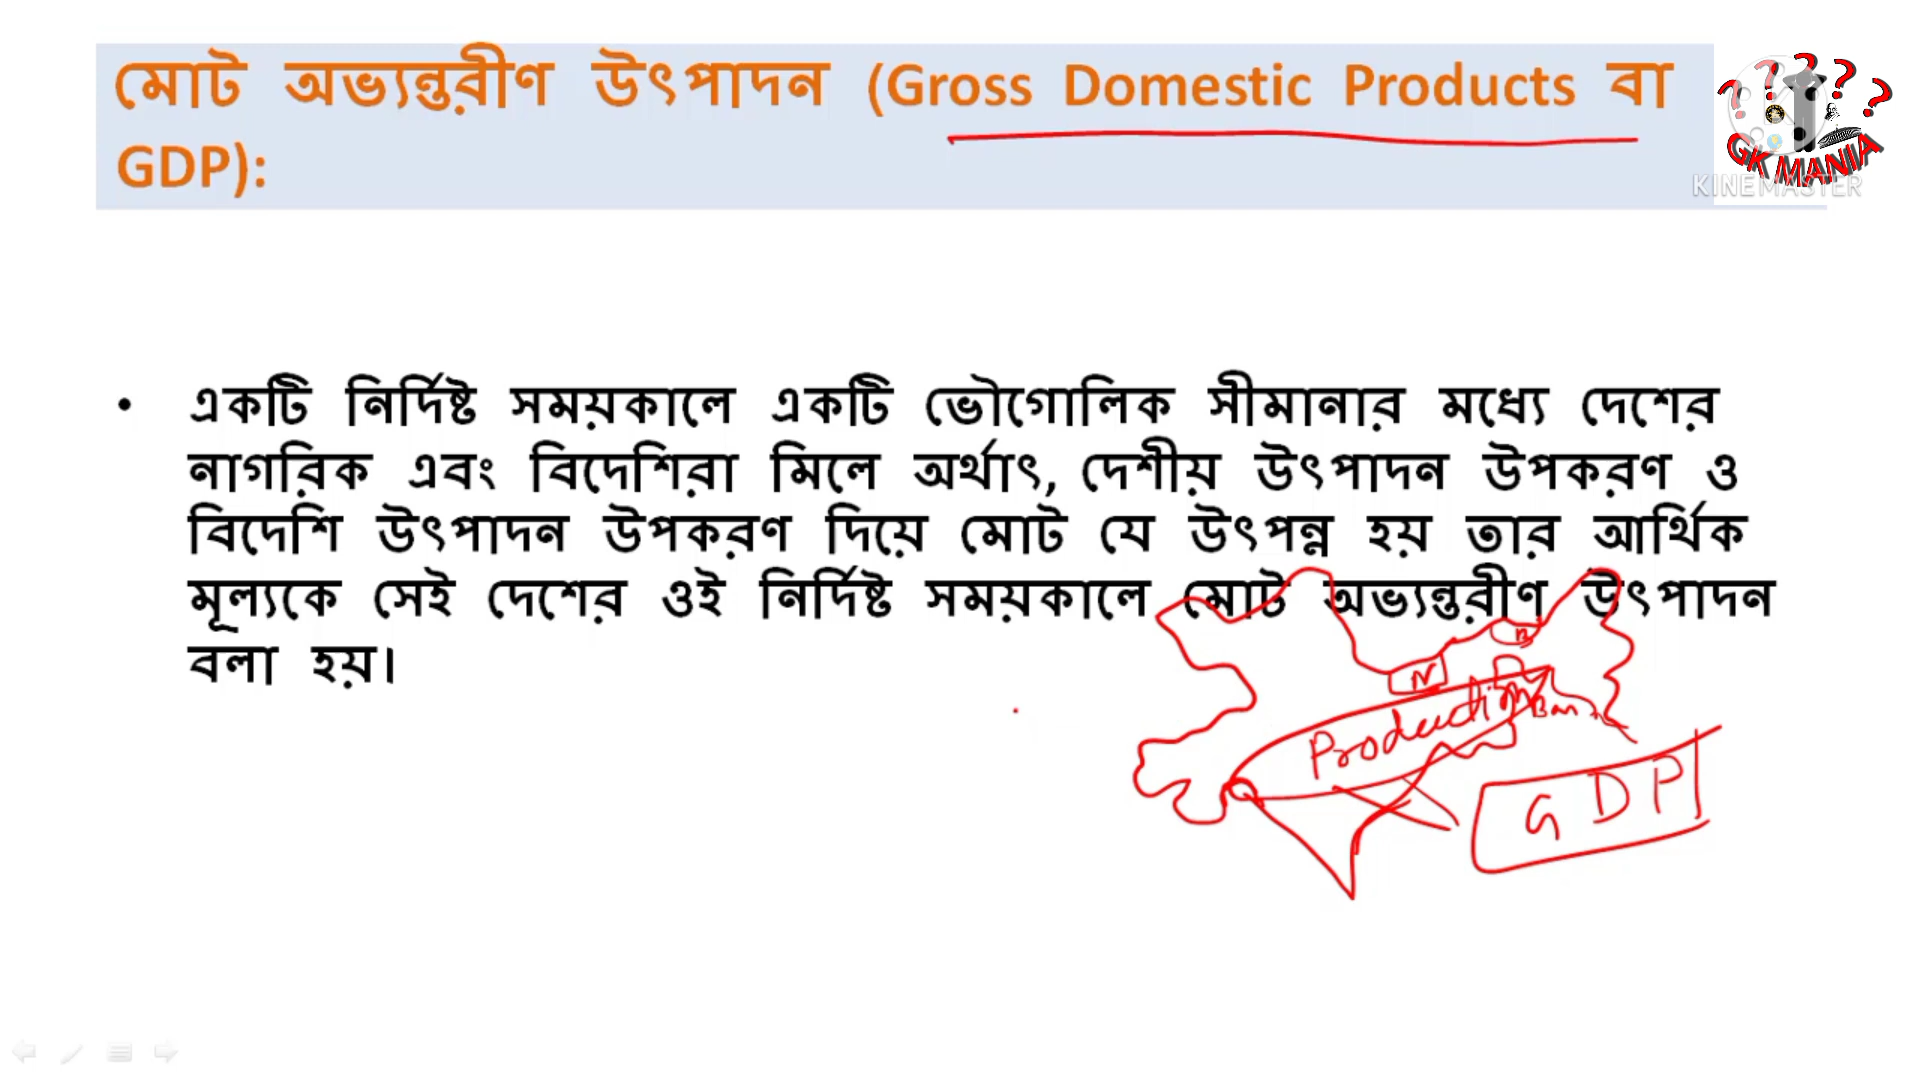 মোট অভ্যন্তরীণ উৎপাদন (Gross Domestic Products বা
GDP):
GK MANIA
KINEMASTER
• একটি নির্দিষ্ট সময়কালে একটি ভৌগোলিক সীমানার মধ্যে দেশের
নাগরিক এবং বিদেশিরা মিলে অর্থাৎ, দেশীয় উৎপাদন উপকরণ ও
বিদেশি উৎপাদন উপকরণ দিয়ে মোট যে উৎপন্ন হয় তার আর্থিক
মূল্যকে সেই দেশের ওই নির্দিষ্ট সময়কালে মোট অভ্যন্তরীণ উৎপাদন
বলা হয়।
N
B
Production
GDP